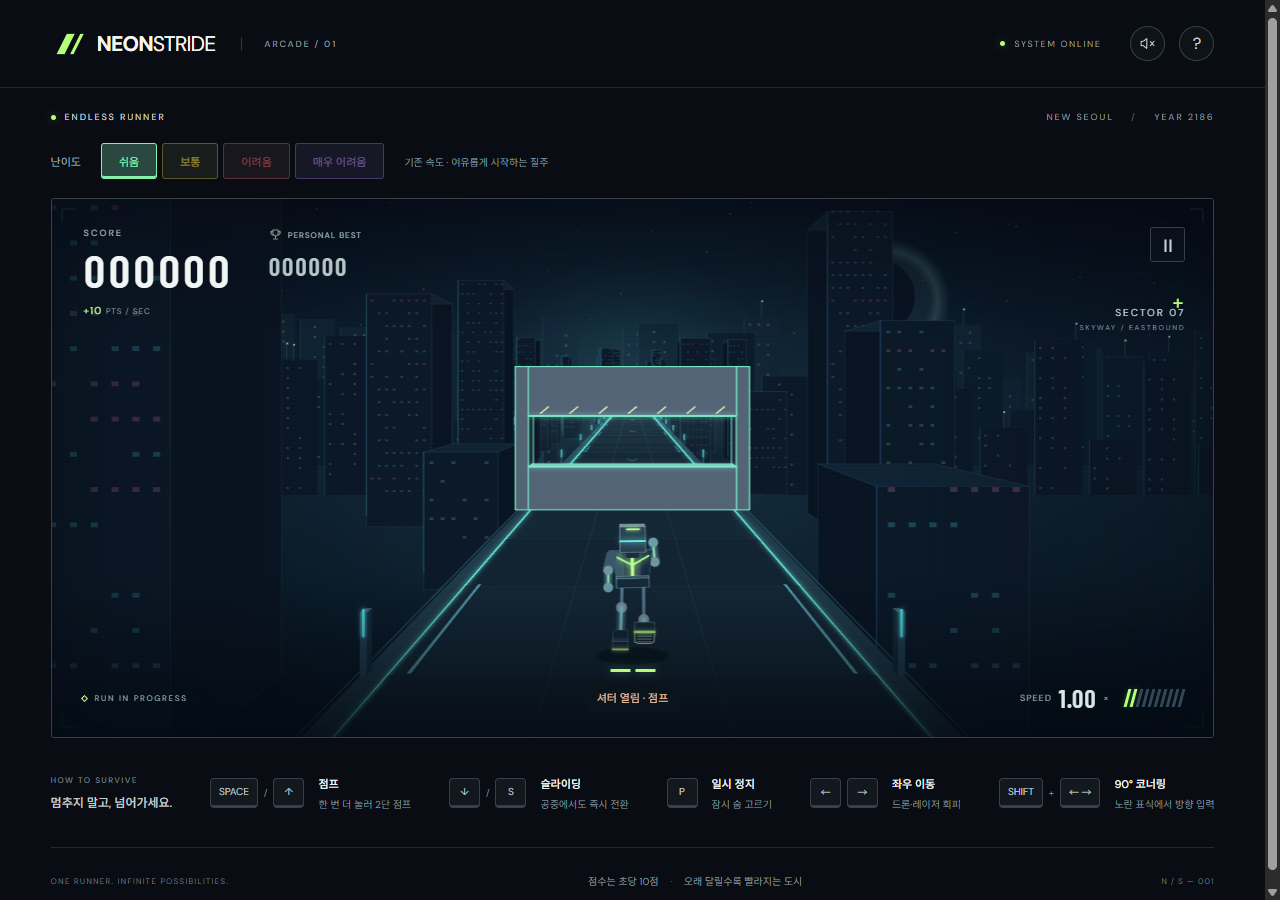 NEONSTRIDE
ARCADE / 01
SYSTEM ONLINE
?
ENDLESS RUNNER
NEW SEOUL / YEAR 2186
난이도 쉬움 보통 어려움 매우 어려움 기존 속도 · 여유롭게 시작하는 질주
SCORE
000000
+10 PTS / SEC
PERSONAL BEST
000000
SECTOR 07
SKYWAY / EASTBOUND
RUN IN PROGRESS
셔터 열림 · 점프
SPEED 1.00 ×
HOW TO SURVIVE
멈추지 말고, 넘어가세요.
SPACE / ↑
점프
한 번 더 눌러 2단 점프
↓ / S
슬라이딩
공중에서도 즉시 전환
P
일시 정지
잠시 숨 고르기
← →
좌우 이동
드론·레이저 회피
SHIFT + ←→
90° 코너링
노란 표식에서 방향 입력
ONE RUNNER. INFINITE POSSIBILITIES.
점수는 초당 10점 · 오래 달릴수록 빨라지는 도시
N / S — 001